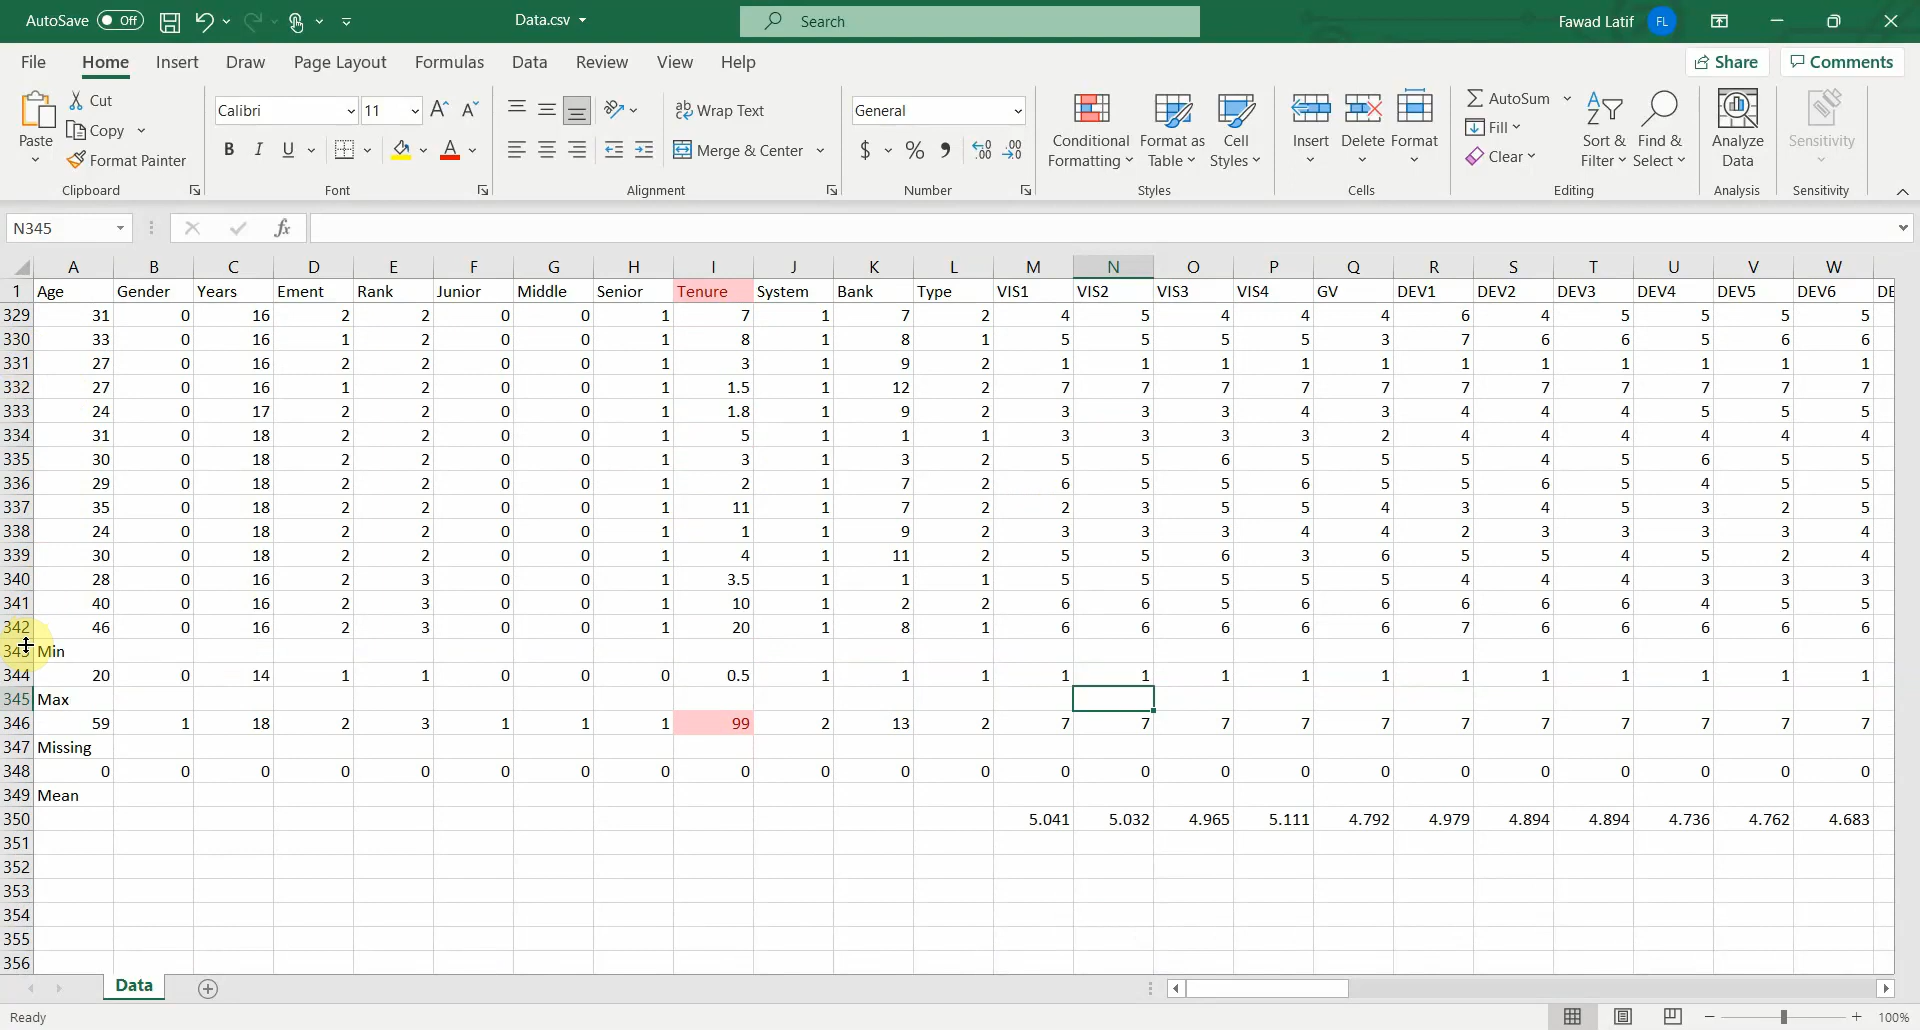 AutoSave Off Data.csv Search Fawad Latif FL
File Home Insert Draw Page Layout Formulas Data Review View Help Share Comments
Paste Cut Copy Format Painter Clipboard
Calibri 11 B I U A Font
ab Wrap Text Merge & Center Alignment
General $ % Number
Conditional Formatting Format as Table Cell Styles Styles
Insert Delete Format Cells
AutoSum Fill Clear Sort & Filter Find & Select Editing
Analyze Data Analysis
Sensitivity Sensitivity
N345 fx
A B C D E F G H I J K L M N O P Q R S T U V W
1 Age Gender Years Ement Rank Junior Middle Senior Tenure System Bank Type VIS1 VIS2 VIS3 VIS4 GV DEV1 DEV2 DEV3 DEV4 DEV5 DEV6 DE
329 31 0 16 2 2 0 0 1 7 1 7 2 4 5 4 4 4 6 4 5 5 5 5
330 33 0 16 1 2 0 0 1 8 1 8 1 5 5 5 5 3 7 6 6 5 6 6
331 27 0 16 2 2 0 0 1 3 1 9 2 1 1 1 1 1 1 1 1 1 1 1
332 27 0 16 1 2 0 0 1 1.5 1 12 2 7 7 7 7 7 7 7 7 7 7 7
333 24 0 17 2 2 0 0 1 1.8 1 9 2 3 3 3 4 3 4 4 4 5 5 5
334 31 0 18 2 2 0 0 1 5 1 1 1 3 3 3 3 2 4 4 4 4 4 4
335 30 0 18 2 2 0 0 1 3 1 3 2 5 5 6 5 5 5 4 5 6 5 5
336 29 0 18 2 2 0 0 1 2 1 7 2 6 5 5 6 5 5 6 5 4 5 5
337 35 0 18 2 2 0 0 1 11 1 7 2 2 3 5 5 4 3 4 5 3 2 5
338 24 0 18 2 2 0 0 1 1 1 9 2 3 3 3 4 4 2 3 3 3 3 4
339 30 0 18 2 2 0 0 1 4 1 11 2 5 5 6 3 6 5 5 4 5 2 4
340 28 0 16 2 3 0 0 1 3.5 1 1 1 5 5 5 5 5 4 4 4 3 3 3
341 40 0 16 2 3 0 0 1 10 1 2 2 6 6 5 6 6 6 6 6 4 5 5
342 46 0 16 2 3 0 0 1 20 1 8 1 6 6 6 6 6 7 6 6 6 6 6
343 Min
344 20 0 14 1 1 0 0 0 0.5 1 1 1 1 1 1 1 1 1 1 1 1 1 1
345 Max
346 59 1 18 2 3 1 1 1 99 2 13 2 7 7 7 7 7 7 7 7 7 7 7
347 Missing
348 0 0 0 0 0 0 0 0 0 0 0 0 0 0 0 0 0 0 0 0 0 0 0
349 Mean
350 5.041 5.032 4.965 5.111 4.792 4.979 4.894 4.894 4.736 4.762 4.683
351
352
353
354
355
356
Data
Ready 100%